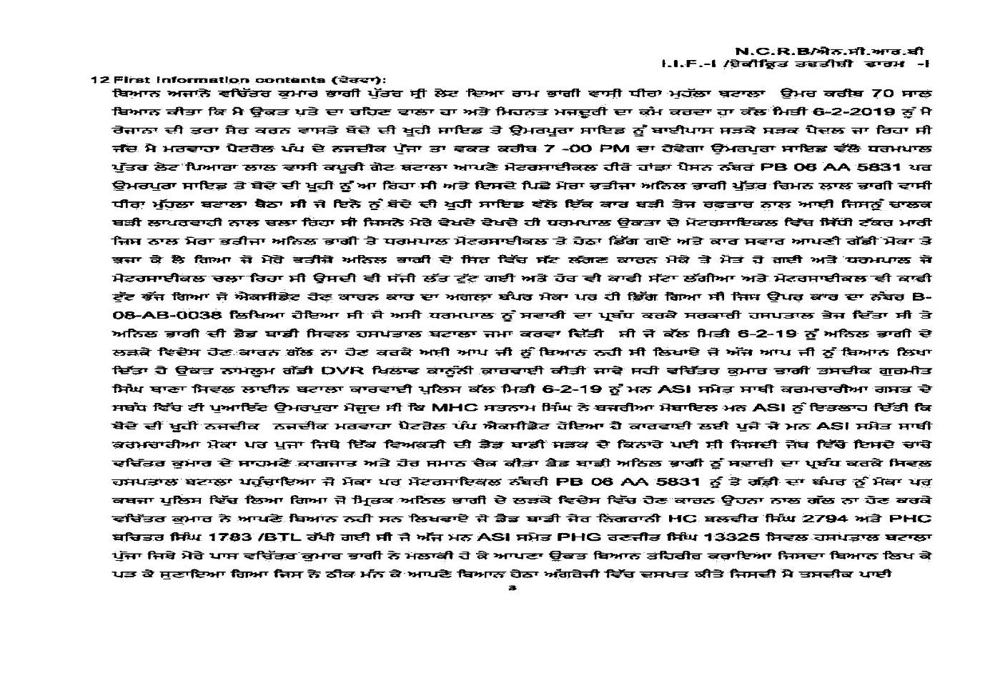 N.C.R.B/ਐਨ.ਸੀ.ਆਰ.ਬੀ
I.I.F.-I /ਏਕੀਕ੍ਰਿਤ ਤਫਤੀਸੀ ਫਾਰਮ -I
12 First Information contents (ਵੇਰਵਾ):
ਬਿਆਨ ਅਜਾਨੇ ਵਚਿੱਤਰ ਕੁਮਾਰ ਭਾਗੀ ਪੁੱਤਰ ਸ੍ਰੀ ਲੇਟ ਦਿਆ ਰਾਮ ਭਾਗੀ ਵਾਸੀ ਧੀਰਾ ਮੁਹੱਲਾ ਬਟਾਲਾ ਉਮਰ ਕਰੀਬ 70 ਸਾਲ
ਬਿਆਨ ਕੀਤਾ ਕਿ ਮੈ ਉਕਤ ਪਤੇ ਦਾ ਰਹਿਣ ਵਾਲਾ ਹਾ ਅਤੇ ਮਿਹਨਤ ਮਜਦੂਰੀ ਦਾ ਕੰਮ ਕਰਦਾ ਹਾ ਕੱਲ ਮਿਤੀ 6-2-2019 ਨੂੰ ਮੈ
ਰੋਜਾਨਾ ਦੀ ਤਰਾ ਸੈਰ ਕਰਨ ਵਾਸਤੇ ਬੋਦੇ ਦੀ ਖੂਹੀ ਸਾਇਡ ਤੇ ਉਮਰਪੂਰਾ ਸਾਇਡ ਨੂੰ ਬਾਈਪਾਸ ਸੜਕੇ ਸੜਕ ਪੈਦਲ ਜਾ ਰਿਹਾ ਸੀ
ਜੱਦ ਮੈ ਮਰਵਾਹਾ ਪੈਟਰੋਲ ਪੰਪ ਦੇ ਨਜਦੀਕ ਪੁੱਜਾ ਤਾ ਵਕਤ ਕਰੀਬ 7 -00 PM ਦਾ ਹੋਵੇਗਾ ਉਮਰਪੁਰਾ ਸਾਇਡ ਵੱਲੋ ਧਰਮਪਾਲ
ਪੁੱਤਰ ਲੇਟ ਪਿਆਰਾ ਲਾਲ ਵਾਸੀ ਕਪੂਰੀ ਗੇਟ ਬਟਾਲਾ ਆਪਣੇ ਮੋਟਰਸਾਈਕਲ ਹੀਰੋ ਹਾਂਡਾ ਪੈਸਨ ਨੰਬਰ PB 06 AA 5831 ਪਰ
ਉਮਰਪੁਰਾ ਸਾਇਡ ਤੋ ਬੋਦੇ ਦੀ ਖੂਹੀ ਨੂੰ ਆ ਰਿਹਾ ਸੀ ਅਤੇ ਇਸਦੇ ਪਿਛੇ ਮੇਰਾ ਭਤੀਜਾ ਅਨਿਲ ਭਾਗੀ ਪੁੱਤਰ ਚਿਮਨ ਲਾਲ ਭਾਗੀ ਵਾਸੀ
ਧੀਰਾ ਮੁੱਹਲਾ ਬਟਾਲਾ ਬੈਠਾ ਸੀ ਜੋ ਇਨੇ ਨੂੰ ਬੋਦੇ ਦੀ ਖੂਹੀ ਸਾਇਡ ਵੱਲੋ ਇੱਕ ਕਾਰ ਬੜੀ ਤੇਜ ਰਫਤਾਰ ਨਾਲ ਆਈ ਜਿਸਨੂੰ ਚਾਲਕ
ਬੜੀ ਲਾਪਰਵਾਹੀ ਨਾਲ ਚਲਾ ਰਿਹਾ ਸੀ ਜਿਸਨੇ ਮੇਰੇ ਵੇਖਦੇ ਵੇਖਦੇ ਹੀ ਧਰਮਪਾਲ ਉਕਤਾ ਦੇ ਮੋਟਰਸਾਇਕਲ ਵਿੱਚ ਸਿੱਧੀ ਟੱਕਰ ਮਾਰੀ
ਜਿਸ ਨਾਲ ਮੇਰਾ ਭਤੀਜਾ ਅਨਿਲ ਭਾਗੀ ਤੇ ਧਰਮਪਾਲ ਮੋਟਰਸਾਈਕਲ ਤੋ ਹੇਠਾ ਡਿੱਗ ਗਏ ਅਤੇ ਕਾਰ ਸਵਾਰ ਆਪਣੀ ਗੱਡੀ ਮੋਕਾ ਤੋ
ਭਜਾ ਕੇ ਲੈ ਗਿਆ ਜੋ ਮੇਰੇ ਭਤੀਜੇ ਅਨਿਲ ਭਾਗੀ ਦੇ ਸਿਰ ਵਿੱਚ ਸੱਟ ਲੱਗਣ ਕਾਰਨ ਮੋਕੇ ਤੇ ਮੋਤ ਹੋ ਗਈ ਅਤੇ ਧਰਮਪਾਲ ਜੋ
ਮੋਟਰਸਾਈਕਲ ਚਲਾ ਰਿਹਾ ਸੀ ਉਸਦੀ ਵੀ ਸੱਜੀ ਲੱਤ ਟੁੱਟ ਗਈ ਅਤੇ ਹੋਰ ਵੀ ਕਾਫੀ ਸੱਟਾ ਲੱਗੀਆ ਅਤੇ ਮੋਟਰਸਾਈਕਲ ਵੀ ਕਾਫੀ
ਟੁੱਟ ਭੱਜ ਗਿਆ ਜੋ ਐਕਸੀਡੈਟ ਹੋਣ ਕਾਰਨ ਕਾਰ ਦਾ ਅਗਲਾ ਬੰਪਰ ਮੋਕਾ ਪਰ ਹੀ ਡਿੱਗ ਗਿਆ ਸੀ ਜਿਸ ਉਪਰ ਕਾਰ ਦਾ ਨੰਬਰ B-
08-AB-0038 ਲਿਖਿਆ ਹੋਇਆ ਸੀ ਜੋ ਅਸੀ ਧਰਮਪਾਲ ਨੂੰ ਸਵਾਰੀ ਦਾ ਪ੍ਰਬੰਧ ਕਰਕੇ ਸਰਕਾਰੀ ਹਸਪਤਾਲ ਭੇਜ ਦਿੱਤਾ ਸੀ ਤੇ
ਅਨਿਲ ਭਾਗੀ ਦੀ ਡੈਡ ਬਾਡੀ ਸਿਵਲ ਹਸਪਤਾਲ ਬਟਾਲਾ ਜਮਾ ਕਰਵਾ ਦਿੱਤੀ ਸੀ ਜੋ ਕੱਲ ਮਿਤੀ 6-2-19 ਨੂੰ ਅਨਿਲ ਭਾਗੀ ਦੇ
ਲੜਕੇ ਵਿਦੇਸ ਹੋਣ ਕਾਰਨ ਗੱਲ ਨਾ ਹੋਣ ਕਰਕੇ ਅਸੀ ਆਪ ਜੀ ਨੂੰ ਬਿਆਨ ਨਹੀ ਸੀ ਲਿਖਾਏ ਜੋ ਅੱਜ ਆਪ ਜੀ ਨੂੰ ਬਿਆਨ ਲਿਖਾ
ਦਿੱਤਾ ਹੈ ਉਕਤ ਨਾਮਲੂਮ ਗੱਡੀ DVR ਖਿਲਾਫ ਕਾਨੂੰਨੀ ਕਾਰਵਾਈ ਕੀਤੀ ਜਾਵੇ ਸਹੀ ਵਚਿੱਤਰ ਕੁਮਾਰ ਭਾਗੀ ਤਸਦੀਕ ਗੁਰਮੀਤ
ਸਿੰਘ ਥਾਣਾ ਸਿਵਲ ਲਾਈਨ ਬਟਾਲਾ ਕਾਰਵਾਈ ਪੁਲਿਸ ਕੱਲ ਮਿਤੀ 6-2-19 ਨੂੰ ਮਨ ASI ਸਮੇਤ ਸਾਥੀ ਕਰਮਚਾਰੀਆ ਗਸਤ ਦੇ
ਸਬੰਧ ਵਿੱਚ ਟੀ ਪੁਆਇੰਟ ਉਮਰਪੁਰਾ ਮੋਜੂਦ ਸੀ ਕਿ MHC ਸਤਨਾਮ ਸਿੰਘ ਨੇ ਬਜਰੀਆ ਮੋਬਾਇਲ ਮਨ ASI ਨੂੰ ਇਤਲਾਹ ਦਿੱਤੀ ਕਿ
ਬੋਦੇ ਦੀ ਖੂਹੀ ਨਜਦੀਕ ਨਜਦੀਕ ਮਰਵਾਹਾ ਪੈਟਰੋਲ ਪੰਪ ਐਕਸੀਡੈਟ ਹੋਇਆ ਹੈ ਕਾਰਵਾਈ ਲਈ ਪੁਜੋ ਜੋ ਮਨ ASI ਸਮੇਤ ਸਾਥੀ
ਕਰਮਚਾਰੀਆ ਮੋਕਾ ਪਰ ਪੁਜਾ ਜਿਥੇ ਇੱਕ ਵਿਅਕਤੀ ਦੀ ਡੈਡ ਬਾਡੀ ਸੜਕ ਦੇ ਕਿਨਾਰੇ ਪਈ ਸੀ ਜਿਸਦੀ ਜੇਬ ਵਿੱਚੋ ਇਸਦੇ ਚਾਚੇ
ਵਚਿੱਤਰ ਕੁਮਾਰ ਦੇ ਸਾਹਮਣੇ ਕਾਗਜਾਤ ਅਤੇ ਹੋਰ ਸਮਾਨ ਚੈਕ ਕੀਤਾ ਡੈਡ ਬਾਡੀ ਅਨਿਲ ਭਾਗੀ ਨੂੰ ਸਵਾਰੀ ਦਾ ਪ੍ਰਬੰਧ ਕਰਕੇ ਸਿਵਲ
ਹਸਪਤਾਲ ਬਟਾਲਾ ਪਹੁੰਚਾਇਆ ਜੋ ਮੋਕਾ ਪਰ ਮੋਟਰਸਾਇਕਲ ਨੰਬਰੀ PB 06 AA 5831 ਨੂੰ ਤੇ ਗੱਡੀ ਦਾ ਬੰਪਰ ਨੂੰ ਮੋਕਾ ਪਰ
ਕਬਜਾ ਪੁਲਿਸ ਵਿੱਚ ਲਿਆ ਗਿਆ ਜੋ ਮ੍ਰਿਤਕ ਅਨਿਲ ਭਾਗੀ ਦੇ ਲੜਕੇ ਵਿਦੇਸ ਵਿੱਚ ਹੋਣ ਕਾਰਨ ਉਹਨਾ ਨਾਲ ਗੱਲ ਨਾ ਹੋਣ ਕਰਕੇ
ਵਚਿੱਤਰ ਕੁਮਾਰ ਨੇ ਆਪਣੇ ਬਿਆਨ ਨਹੀ ਸਨ ਲਿਖਵਾਏ ਜੋ ਡੈਡ ਬਾਡੀ ਜੇਰ ਨਿਗਰਾਨੀ HC ਬਲਵੀਰ ਸਿੰਘ 2794 ਅਤੇ PHC
ਬਚਿਤਰ ਸਿੰਘ 1783 /BTL ਰੱਖੀ ਗਈ ਸੀ ਜੋ ਅੱਜ ਮਨ ASI ਸਮੇਤ PHG ਰਣਜੀਤ ਸਿੰਘ 13325 ਸਿਵਲ ਹਸਪਤਾਲ ਬਟਾਲਾ
ਪੁੱਜਾ ਜਿਥੇ ਮੇਰੇ ਪਾਸ ਵਚਿੱਤਰ ਕੁਮਾਰ ਭਾਗੀ ਨੇ ਮਲਾਕੀ ਹੋ ਕੇ ਆਪਣਾ ਉਕਤ ਬਿਆਨ ਤਹਿਰੀਰ ਕਰਾਇਆ ਜਿਸਦਾ ਬਿਆਨ ਲਿਖ ਕੇ
ਪੜ ਕੇ ਸੁਣਾਇਆ ਗਿਆ ਜਿਸ ਨੇ ਠੀਕ ਮੰਨ ਕੇ ਆਪਣੇ ਬਿਆਨ ਹੇਠਾ ਅੰਗਰੇਜੀ ਵਿੱਚ ਦਸਖਤ ਕੀਤੇ ਜਿਸਦੀ ਮੈ ਤਸਦੀਕ ਪਾਈ